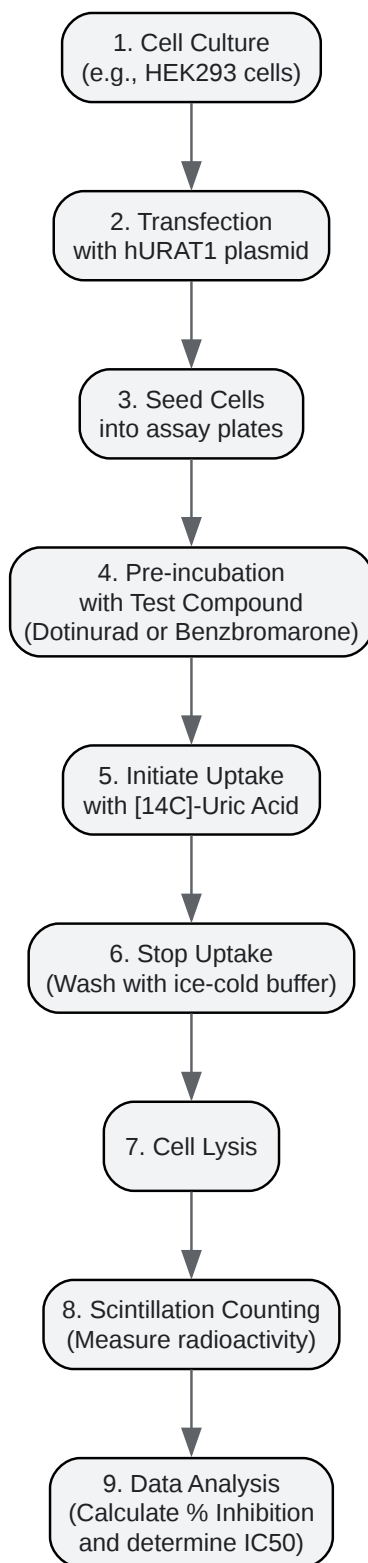 1. Cell Culture
(e.g., HEK293 cells)
2. Transfection
with hURAT1 plasmid
3. Seed Cells
into assay plates
4. Pre-incubation
with Test Compound
(Dotinurad or Benzbromarone)
5. Initiate Uptake
with [14C]-Uric Acid
6. Stop Uptake
(Wash with ice-cold buffer)
7. Cell Lysis
8. Scintillation Counting
(Measure radioactivity)
9. Data Analysis
(Calculate % Inhibition
and determine IC50)